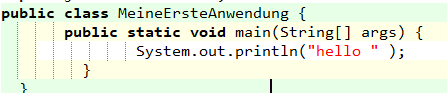 public class MeineErsteAnwendung {
public static void main(String[] args) {
System.out.println("hello " );
}
}